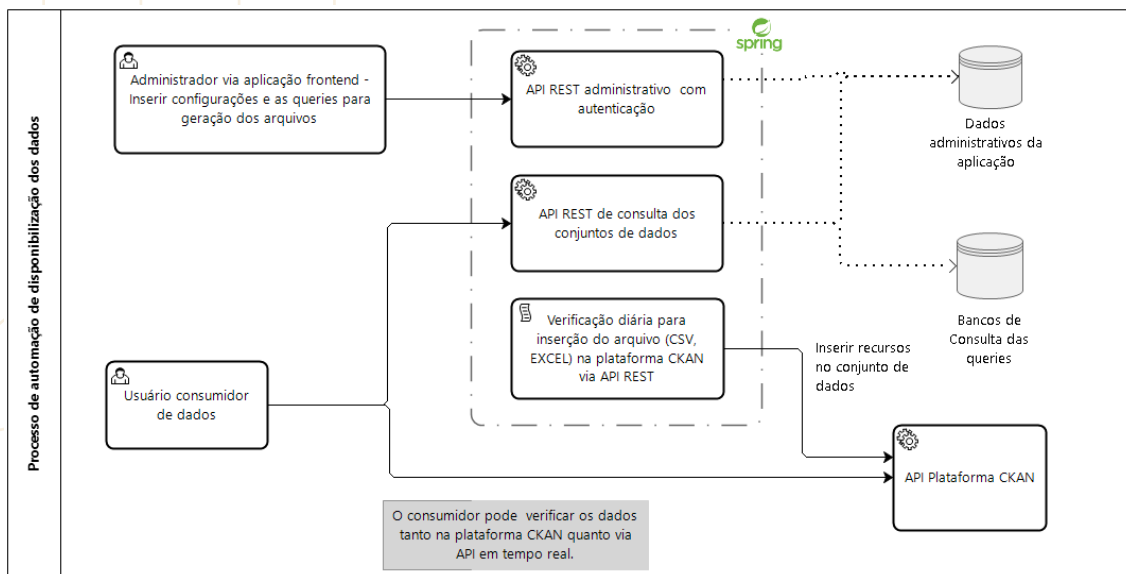 Processo de automação de disponibilização dos dados
Administrador via aplicação frontend -
Inserir configurações e as queries para
geração dos arquivos
spring
API REST administrativo com
autenticação
Dados
administrativos da
aplicação
API REST de consulta dos
conjuntos de dados
Bancos de
Consulta das
queries
Verificação diária para
inserção do arquivo (CSV,
EXCEL) na plataforma CKAN
via API REST
Inserir recursos
no conjunto de
dados
Usuário consumidor
de dados
API Plataforma CKAN
O consumidor pode verificar os dados
tanto na plataforma CKAN quanto via
API em tempo real.